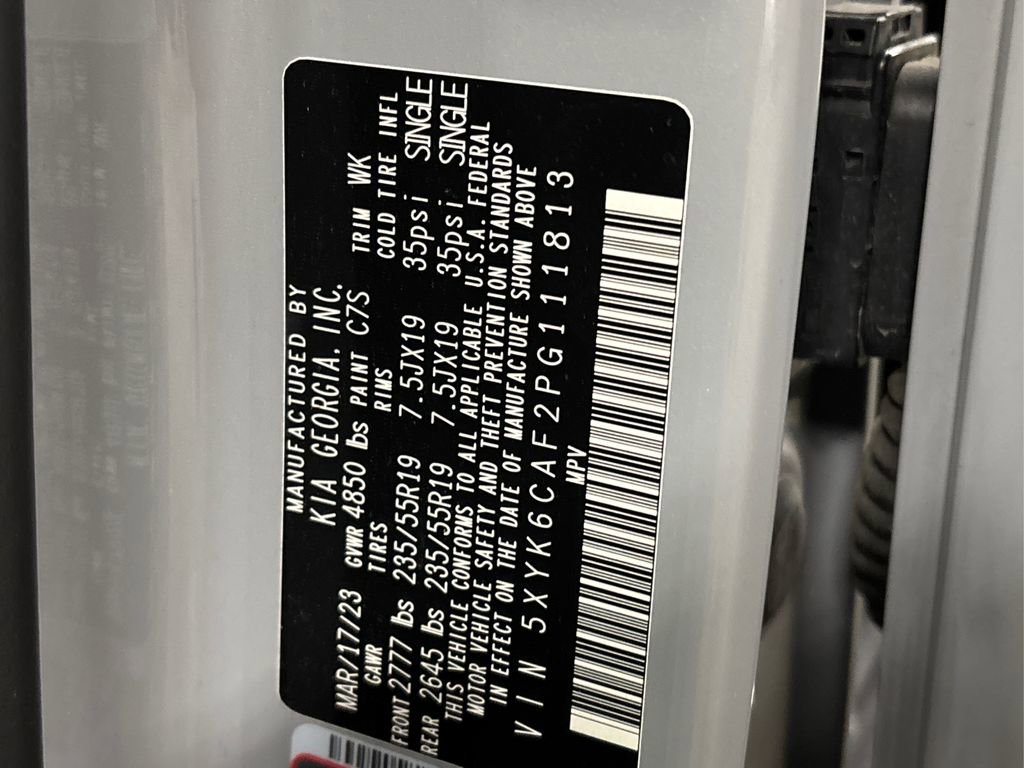 MANUFACTURED BY
KIA GEORGIA, INC.
MAR/17/23 GVWR 4850 lbs PAINT C7S TRIM WK
GAWR TIRES RIMS COLD TIRE INFL
FRONT 2777 lbs 235/55R19 7.5JX19 35psi SINGLE
REAR 2645 lbs 235/55R19 7.5JX19 35psi SINGLE
THIS VEHICLE CONFORMS TO ALL APPLICABLE U.S.A. FEDERAL
MOTOR VEHICLE SAFETY AND THEFT PREVENTION STANDARDS
IN EFFECT ON THE DATE OF MANUFACTURE SHOWN ABOVE
VIN 5XYK6CAF2PG111813
MPV